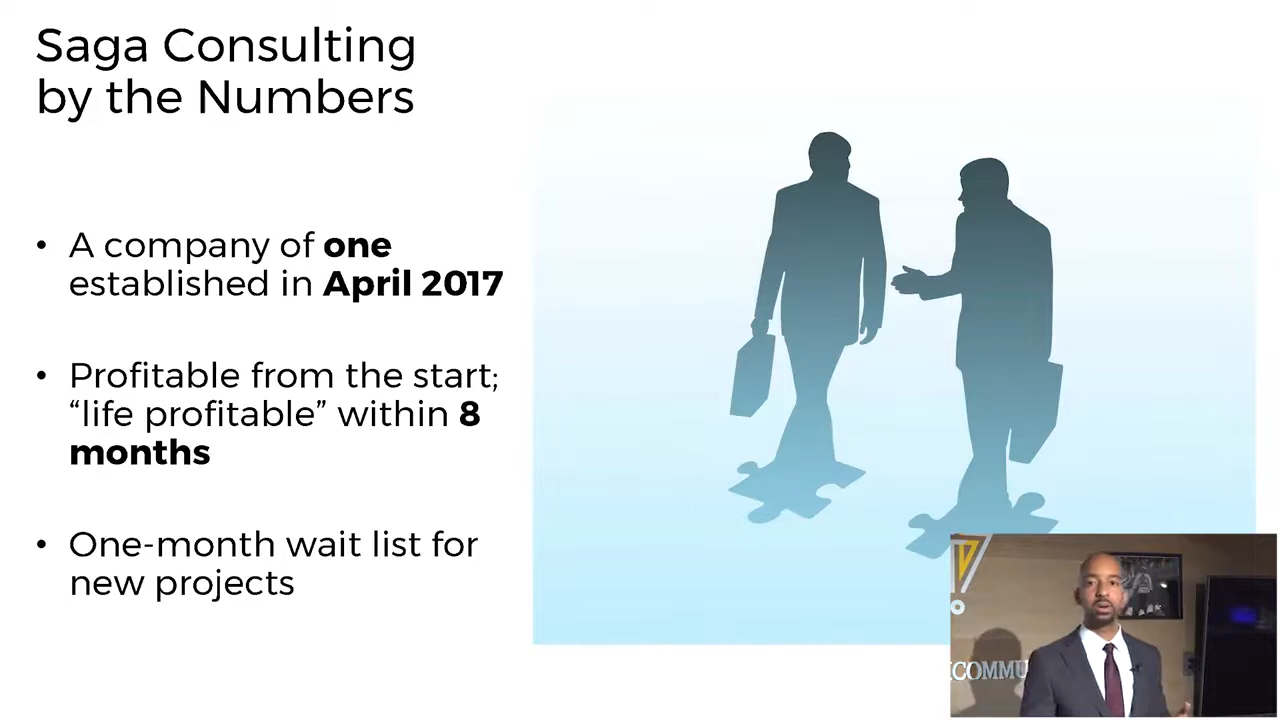 Saga Consulting
by the Numbers
• A company of one
established in April 2017
• Profitable from the start;
“life profitable” within 8
months
• One-month wait list for
new projects